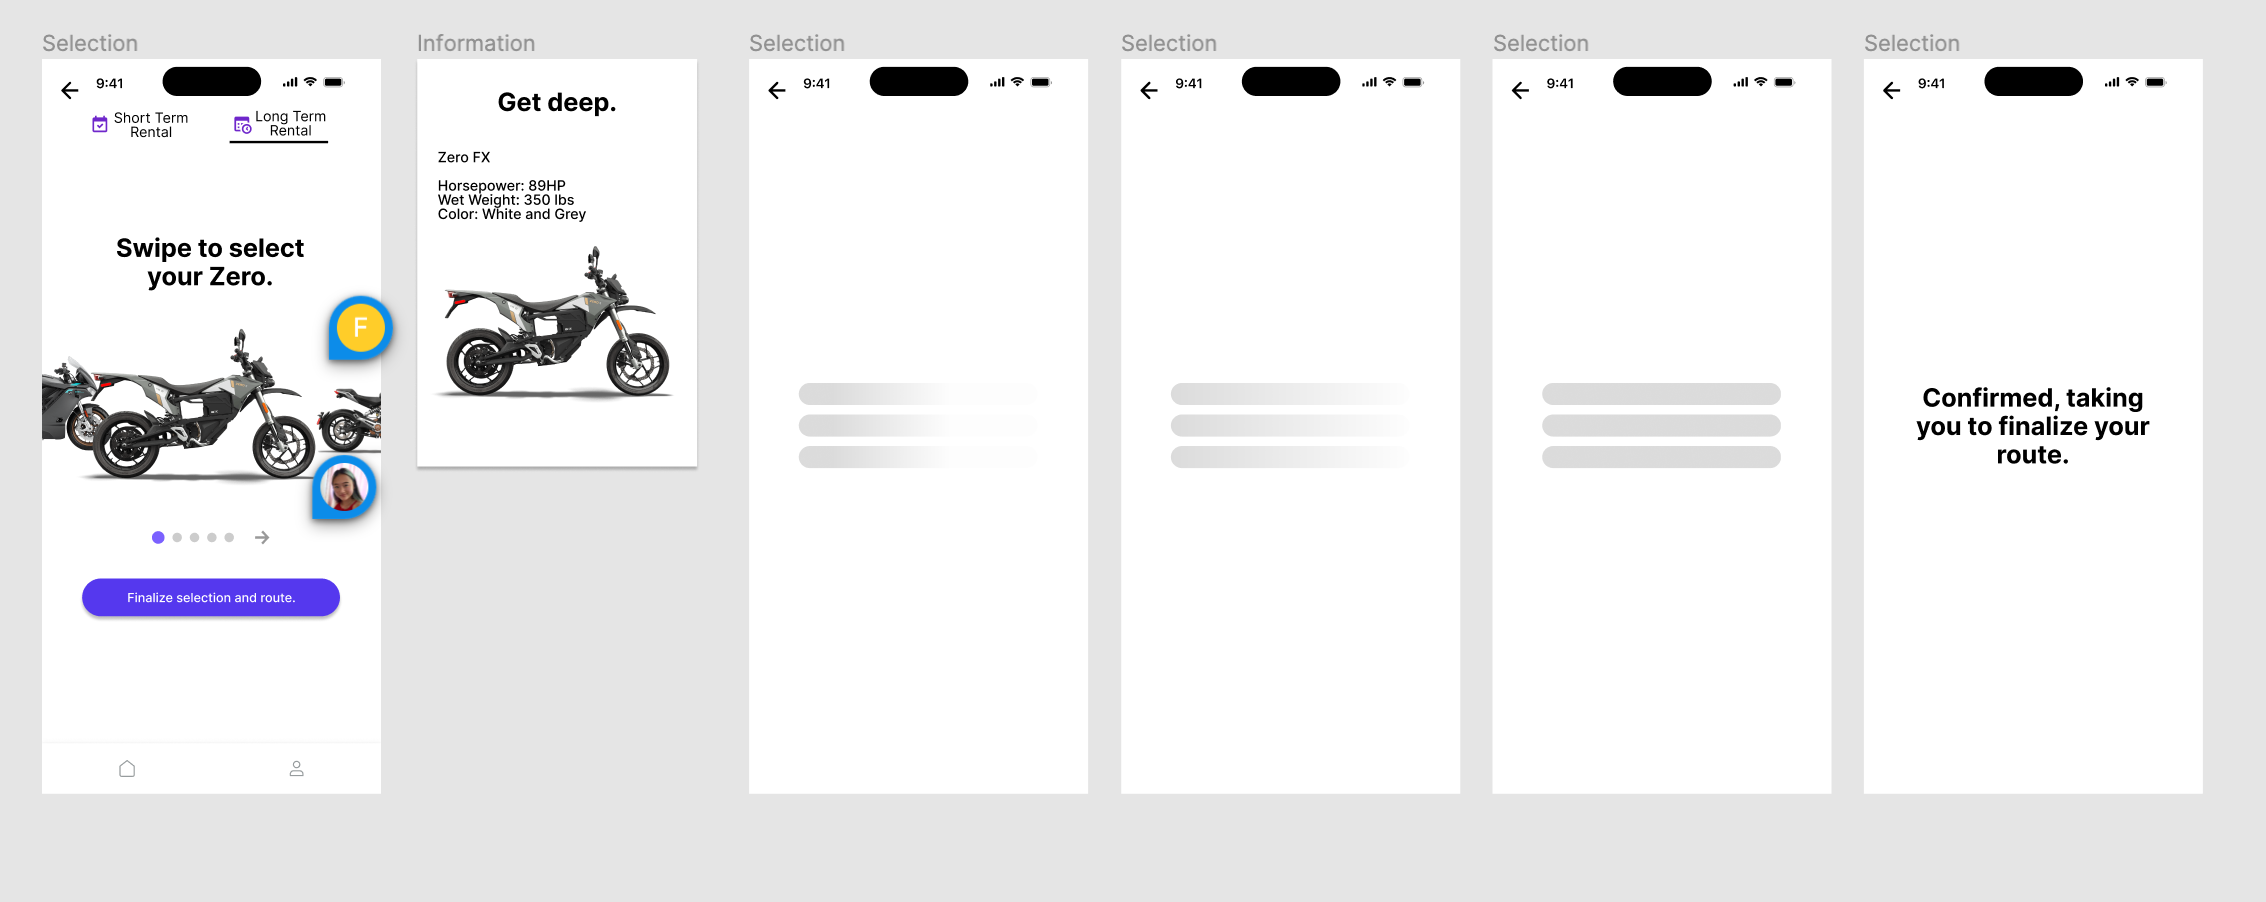 Selection
9:41
Short Term
Rental
Long Term
Rental
Swipe to select
your Zero.
F
Finalize selection and route.
Information
Get deep.
Zero FX
Horsepower: 89HP
Wet Weight: 350 lbs
Color: White and Grey
Selection
9:41
Selection
9:41
Selection
9:41
Selection
9:41
Confirmed, taking
you to finalize your
route.